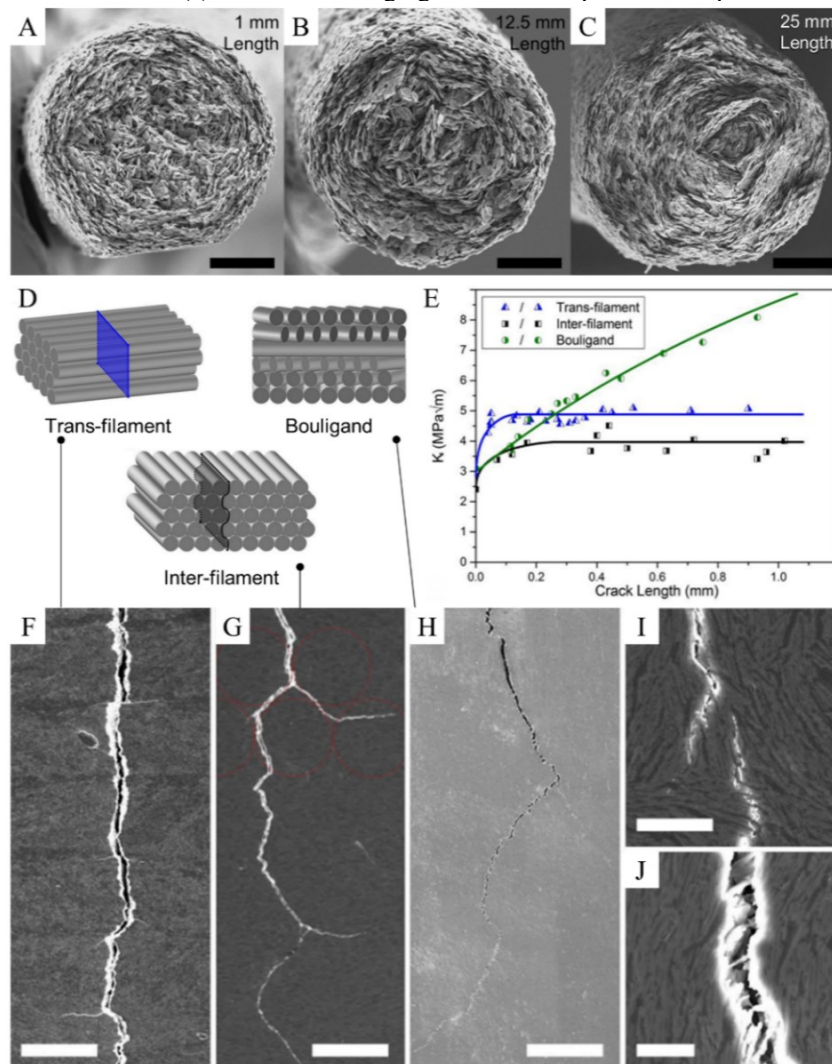 A
1 mm
Length
B
12.5 mm
Length
C
25 mm
Length
D
Trans-filament
Bouligand
Inter-filament
E
/ Trans-filament
/ Inter-filament
/ Bouligand
K (MPa√m)
8
7
6
5
4
3
2
1
0
0.0 0.2 0.4 0.6 0.8 1.0
Crack Length (mm)
F
G
H
I
J